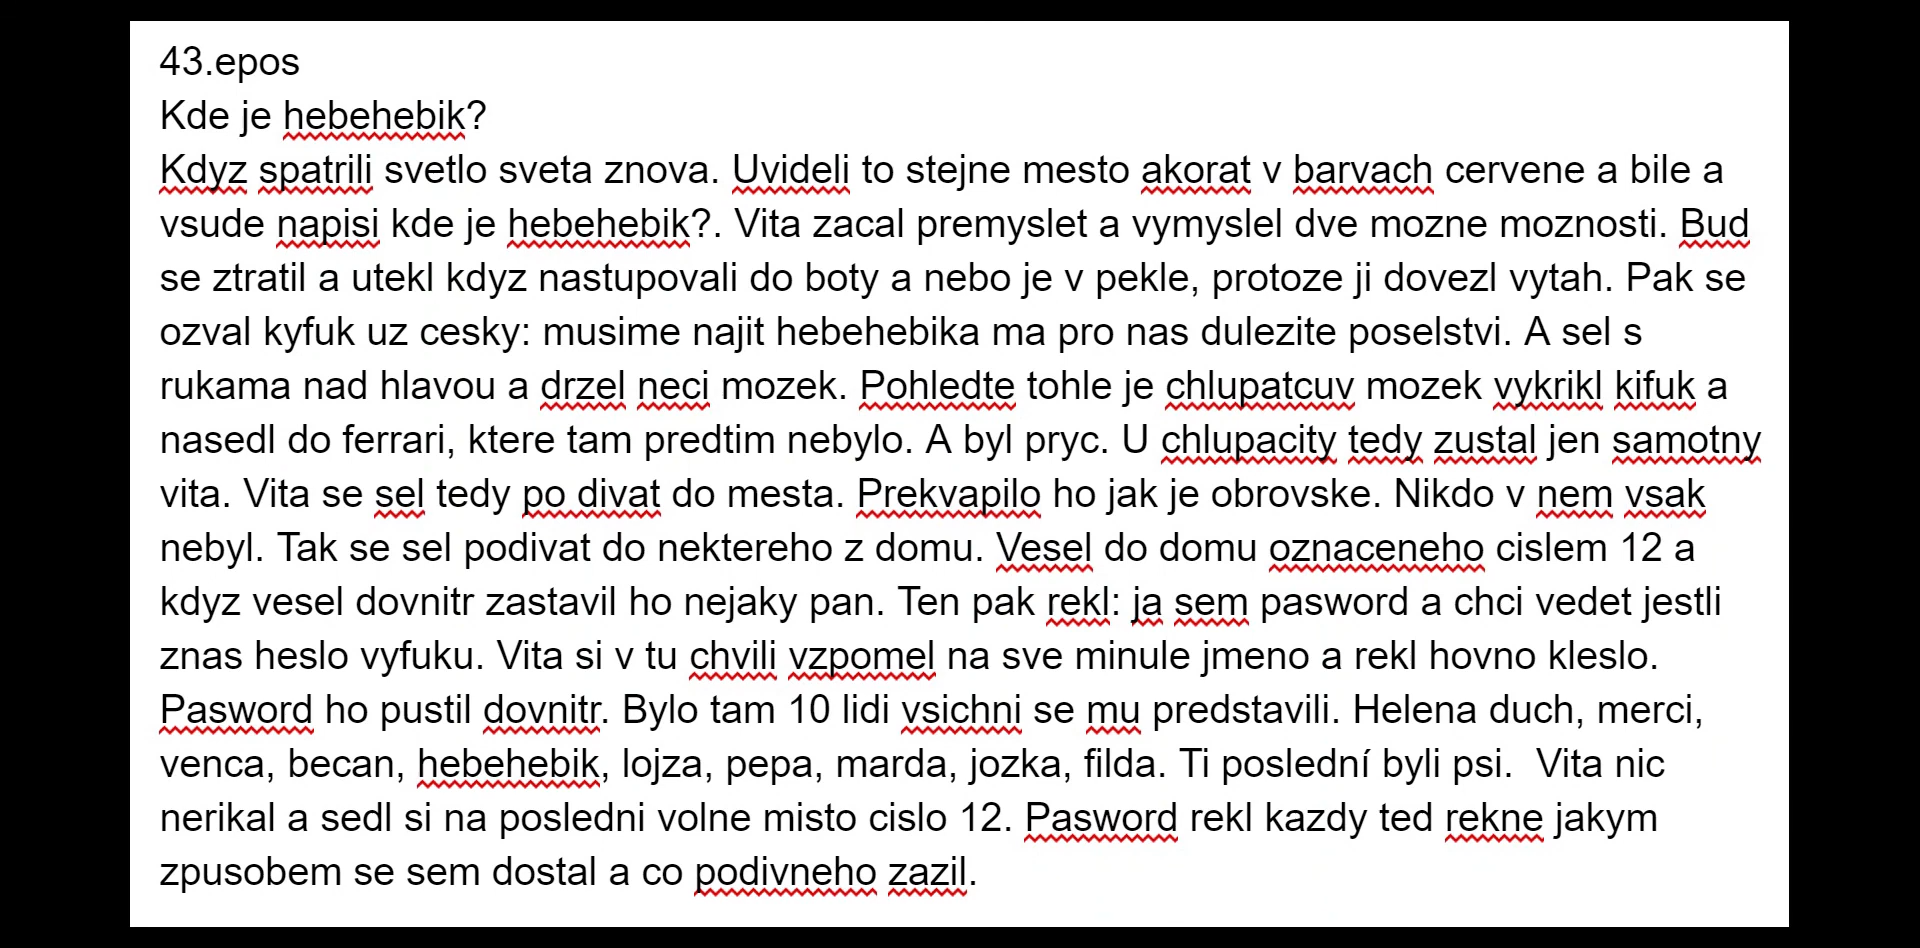 43.epos
Kde je hebehebik?
Kdyz spatrili svetlo sveta znova. Uvideli to stejne mesto akorat v barvach cervene a bile a
vsude napisi kde je hebehebik?. Vita zacal premyslet a vymyslel dve mozne moznosti. Bud
se ztratil a utekl kdyz nastupovali do boty a nebo je v pekle, protoze ji dovezl vytah. Pak se
ozval kyfuk uz cesky: musime najit hebehebika ma pro nas dulezite poselstvi. A sel s
rukama nad hlavou a drzel neci mozek. Pohledte tohle je chlupatcuv mozek vykrikl kifuk a
nasedl do ferrari, ktere tam predtim nebylo. A byl pryc. U chlupacity tedy zustal jen samotny
vita. Vita se sel tedy po divat do mesta. Prekvapilo ho jak je obrovske. Nikdo v nem vsak
nebyl. Tak se sel podivat do nektereho z domu. Vesel do domu oznaceneho cislem 12 a
kdyz vesel dovnitr zastavil ho nejaky pan. Ten pak rekl: ja sem pasword a chci vedet jestli
znas heslo vyfuku. Vita si v tu chvili vzpomel na sve minule jmeno a rekl hovno kleslo.
Pasword ho pustil dovnitr. Bylo tam 10 lidi vsichni se mu predstavili. Helena duch, merci,
venca, becan, hebehebik, lojza, pepa, marda, jozka, filda. Ti poslední byli psi.  Vita nic
nerikal a sedl si na posledni volne misto cislo 12. Pasword rekl kazdy ted rekne jakym
zpusobem se sem dostal a co podivneho zazil.